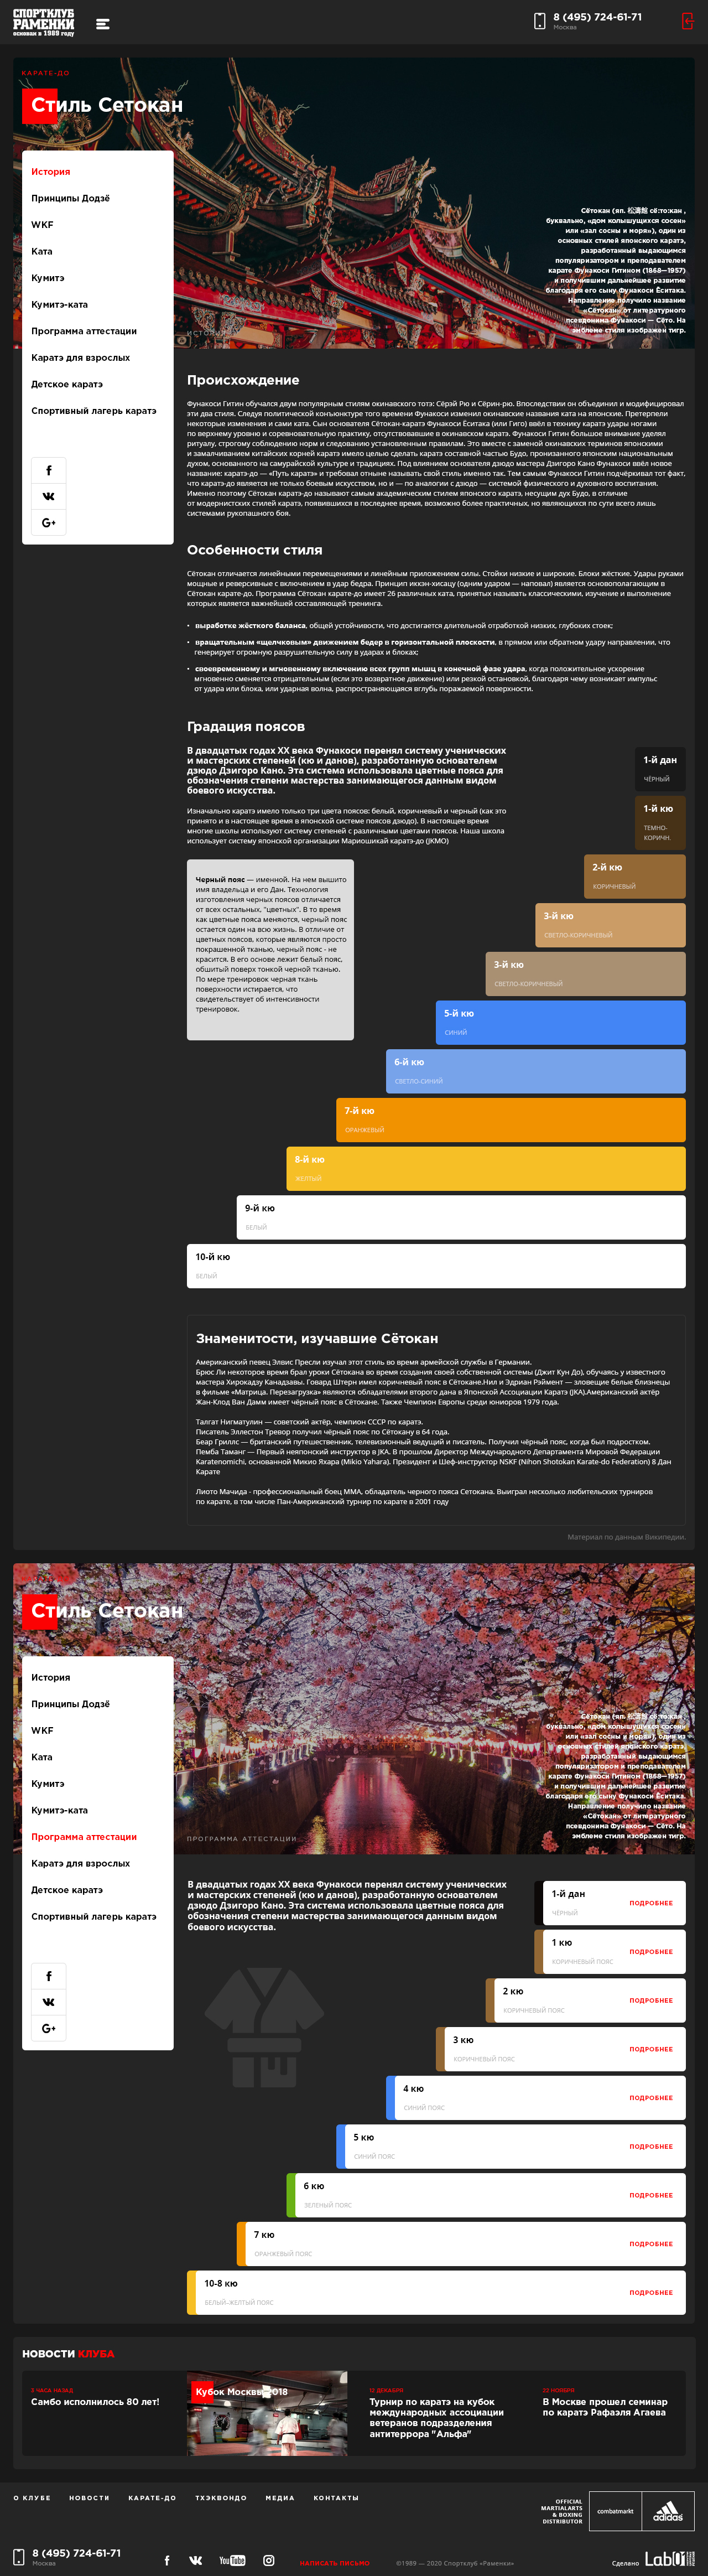 СПОРТКЛУБ
РАМЕНКИ
основан в 1989 году
8 (495) 724-61-71
Москва
КАРАТЕ-ДО
Стиль Сетокан
История
Принципы Додзё
WKF
Ката
Кумитэ
Кумитэ-ката
Программа аттестации
Каратэ для взрослых
Детское каратэ
Спортивный лагерь каратэ
Сётокан (яп. 松濤館 сё:то:кан ,
буквально, «дом колышущихся сосен»
или «зал сосны и моря»), один из
основных стилей японского каратэ,
разработанный выдающимся
популяризатором и преподавателем
карате Фунакоси Гитином (1868—1957)
и получившим дальнейшее развитие
благодаря его сыну Фунакоси Ёситака.
Направление получило название
«Сётокан» от литературного
псевдонима Фунакоси — Сёто. На
эмблеме стиля изображен тигр.
ИСТОРИЯ
Происхождение
Фунакоси Гитин обучался двум популярным стилям окинавского тотэ: Сёрэй Рю и Сёрин-рю. Впоследствии он объединил и модифицировал
эти два стиля. Следуя политической конъюнктуре того времени Фунакоси изменил окинавские названия ката на японские. Претерпели
некоторые изменения и сами ката. Сын основателя Сётокан-каратэ Фунакоси Ёситака (или Гиго) ввёл в технику каратэ удары ногами
по верхнему уровню и соревновательную практику, отсутствовавшие в окинавском каратэ. Фунакоси Гитин большое внимание уделял
ритуалу, строгому соблюдению норм и следованию установленным правилам. Это вместе с заменой окинавских терминов японскими
и замалчиванием китайских корней каратэ имело целью сделать каратэ составной частью Будо, пронизанного японским национальным
духом, основанного на самурайской культуре и традициях. Под влиянием основателя дзюдо мастера Дзигоро Кано Фунакоси ввёл новое
название: каратэ-до — «Путь каратэ» и требовал отныне называть свой стиль именно так. Тем самым Фунакоси Гитин подчёркивал тот факт,
что каратэ-до является не только боевым искусством, но и — по аналогии с дзюдо — системой физического и духовного воспитания.
Именно поэтому Сётокан каратэ-до называют самым академическим стилем японского каратэ, несущим дух Будо, в отличие
от модернистских стилей каратэ, появившихся в последнее время, возможно более практичных, но являющихся по сути всего лишь
системами рукопашного боя.
Особенности стиля
Сётокан отличается линейными перемещениями и линейным приложением силы. Стойки низкие и широкие. Блоки жёсткие. Удары руками
мощные и реверсивные с включением в удар бедра. Принцип иккэн-хисацу (одним ударом — наповал) является основополагающим в
Сётокан карате-до. Программа Сётокан карате-до имеет 26 различных ката, принятых называть классическими, изучение и выполнение
которых является важнейшей составляющей тренинга.
• выработке жёсткого баланса, общей устойчивости, что достигается длительной отработкой низких, глубоких стоек;
• вращательным «щелчковым» движением бедер в горизонтальной плоскости, в прямом или обратном удару направлении, что
генерирует огромную разрушительную силу в ударах и блоках;
• своевременному и мгновенному включению всех групп мышц в конечной фазе удара, когда положительное ускорение
мгновенно сменяется отрицательным (если это возвратное движение) или резкой остановкой, благодаря чему возникает импульс
от удара или блока, или ударная волна, распространяющаяся вглубь поражаемой поверхности.
Градация поясов
В двадцатых годах XX века Фунакоси перенял систему ученических
и мастерских степеней (кю и данов), разработанную основателем
дзюдо Дзигоро Кано. Эта система использовала цветные пояса для
обозначения степени мастерства занимающегося данным видом
боевого искусства.
Изначально каратэ имело только три цвета поясов: белый, коричневый и черный (как это
принято и в настоящее время в японской системе поясов дзюдо). В настоящее время
многие школы используют систему степеней с различными цветами поясов. Наша школа
использует систему японской организации Мариошикай каратэ-до (JKMO)
Черный пояс — именной. На нем вышито
имя владельца и его Дан. Технология
изготовления черных поясов отличается
от всех остальных, "цветных". В то время
как цветные пояса меняются, черный пояс
остается один на всю жизнь. В отличие от
цветных поясов, которые являются просто
покрашенной тканью, черный пояс - не
красится. В его основе лежит белый пояс,
обшитый поверх тонкой черной тканью.
По мере тренировок черная ткань
поверхности истирается, что
свидетельствует об интенсивности
тренировок.
1-й дан
ЧЁРНЫЙ
1-й кю
ТЕМНО-
КОРИЧН.
2-й кю
КОРИЧНЕВЫЙ
3-й кю
СВЕТЛО-КОРИЧНЕВЫЙ
3-й кю
СВЕТЛО-КОРИЧНЕВЫЙ
5-й кю
СИНИЙ
6-й кю
СВЕТЛО-СИНИЙ
7-й кю
ОРАНЖЕВЫЙ
8-й кю
ЖЕЛТЫЙ
9-й кю
БЕЛЫЙ
10-й кю
БЕЛЫЙ
Знаменитости, изучавшие Сётокан
Американский певец Элвис Пресли изучал этот стиль во время армейской службы в Германии.
Брюс Ли некоторое время брал уроки Сётокана во время создания своей собственной системы (Джит Кун До), обучаясь у известного
мастера Хирокадзу Канадзавы. Говард Штерн имел коричневый пояс в Сётокане.Нил и Эдриан Рэймент — зловещие белые близнецы
в фильме «Матрица. Перезагрузка» являются обладателями второго дана в Японской Ассоциации Каратэ (JKA).Американский актёр
Жан-Клод Ван Дамм имеет чёрный пояс в Сётокане. Также Чемпион Европы среди юниоров 1979 года.
Талгат Нигматулин — советский актёр, чемпион СССР по каратэ.
Писатель Эллестон Тревор получил чёрный пояс по Сётокану в 64 года.
Беар Гриллс — британский путешественник, телевизионный ведущий и писатель. Получил чёрный пояс, когда был подростком.
Пемба Таманг — Первый неяпонский инструктор в JKA. В прошлом Директор Международного Департамента Мировой Федерации
Karatenomichi, основанной Микио Яхара (Mikio Yahara). Президент и Шеф-инструктор NSKF (Nihon Shotokan Karate-do Federation) 8 Дан
Карате
Лиото Мачида - профессиональный боец ММА, обладатель черного пояса Сетокана. Выиграл несколько любительских турниров
по карате, в том числе Пан-Американский турнир по карате в 2001 году
Материал по данным Википедии.
Стиль Сетокан
История
Принципы Додзё
WKF
Ката
Кумитэ
Кумитэ-ката
Программа аттестации
Каратэ для взрослых
Детское каратэ
Спортивный лагерь каратэ
Сётокан (яп. 松濤館 сё:то:кан ,
буквально, «дом колышущихся сосен»
или «зал сосны и моря»), один из
основных стилей японского каратэ,
разработанный выдающимся
популяризатором и преподавателем
карате Фунакоси Гитином (1868—1957)
и получившим дальнейшее развитие
благодаря его сыну Фунакоси Ёситака.
Направление получило название
«Сётокан» от литературного
псевдонима Фунакоси — Сёто. На
эмблеме стиля изображен тигр.
ПРОГРАММА АТТЕСТАЦИИ
В двадцатых годах XX века Фунакоси перенял систему ученических
и мастерских степеней (кю и данов), разработанную основателем
дзюдо Дзигоро Кано. Эта система использовала цветные пояса для
обозначения степени мастерства занимающегося данным видом
боевого искусства.
1-й дан
ЧЁРНЫЙ
ПОДРОБНЕЕ
1 кю
КОРИЧНЕВЫЙ ПОЯС
ПОДРОБНЕЕ
2 кю
КОРИЧНЕВЫЙ ПОЯС
ПОДРОБНЕЕ
3 кю
КОРИЧНЕВЫЙ ПОЯС
ПОДРОБНЕЕ
4 кю
СИНИЙ ПОЯС
ПОДРОБНЕЕ
5 кю
СИНИЙ ПОЯС
ПОДРОБНЕЕ
6 кю
ЗЕЛЕНЫЙ ПОЯС
ПОДРОБНЕЕ
7 кю
ОРАНЖЕВЫЙ ПОЯС
ПОДРОБНЕЕ
10-8 кю
БЕЛЫЙ–ЖЕЛТЫЙ ПОЯС
ПОДРОБНЕЕ
НОВОСТИ КЛУБА
3 ЧАСА НАЗАД
Самбо исполнилось 80 лет!
Кубок Москвы 2018
12 ДЕКАБРЯ
Турнир по каратэ на кубок
международных ассоциации
ветеранов подразделения
антитеррора "Альфа"
22 НОЯБРЯ
В Москве прошел семинар
по каратэ Рафаэля Агаева
О КЛУБЕ НОВОСТИ КАРАТЕ-ДО ТХЭКВОНДО МЕДИА КОНТАКТЫ
OFFICIAL
MARTIALARTS
& BOXING
DISTRIBUTOR
combatmarkt
adidas
8 (495) 724-61-71
Москва
YouTube
НАПИСАТЬ ПИСЬМО
©1989 — 2020 Спортклуб «Раменки»
Сделано
Lab01